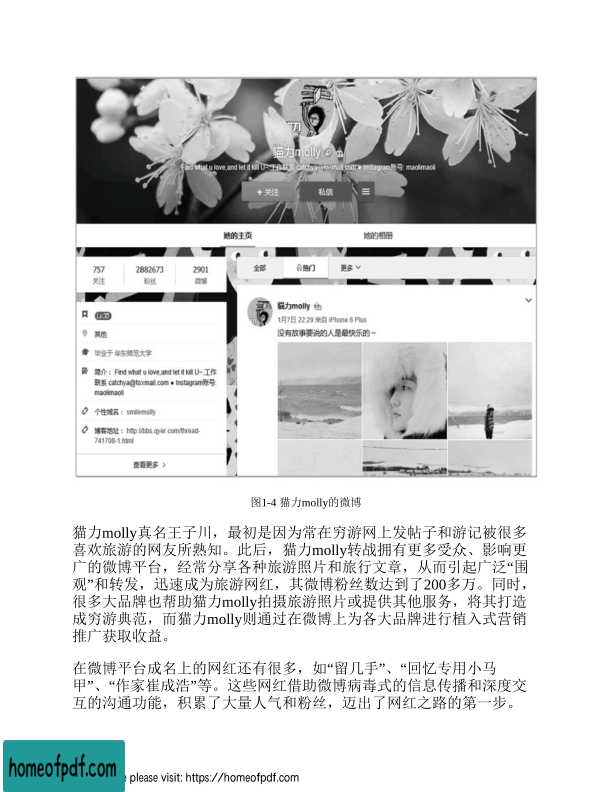 猫力molly
Find what u love,and let it kill U~ 工作联系 catchya@foxmail.com ● Instagram账号: maolimaoli
+ 关注
私信
她的主页
她的相册
757
2882673
2901
关注
粉丝
微博
全部
热门
更多
Lv.35
其他
毕业于 华东师范大学
简介： Find what u love,and let it kill U~ 工作
联系 catchya@foxmail.com ● Instagram账号:
maolimaoli
个性域名： smilemolly
博客地址： http://bbs.qyer.com/thread-
741708-1.html
查看更多 >
猫力molly
1月7日 22:29 来自 iPhone 6 Plus
没有故事要说的人是最快乐的 ~
图1-4 猫力molly的微博
猫力molly真名王子川，最初是因为常在穷游网上发帖子和游记被很多
喜欢旅游的网友所熟知。此后，猫力molly转战拥有更多受众、影响更
广的微博平台，经常分享各种旅游照片和旅行文章，从而引起广泛“围
观”和转发，迅速成为旅游网红，其微博粉丝数达到了200多万。同时，
很多大品牌也帮助猫力molly拍摄旅游照片或提供其他服务，将其打造
成穷游典范，而猫力molly则通过在微博上为各大品牌进行植入式营销
推广获取收益。
在微博平台成名上的网红还有很多，如“留几手”、“回忆专用小马
甲”、“作家崔成浩”等。这些网红借助微博病毒式的信息传播和深度交
互的沟通功能，积累了大量人气和粉丝，迈出了网红之路的第一步。
homeofpdf.com
e please visit: https://homeofpdf.com